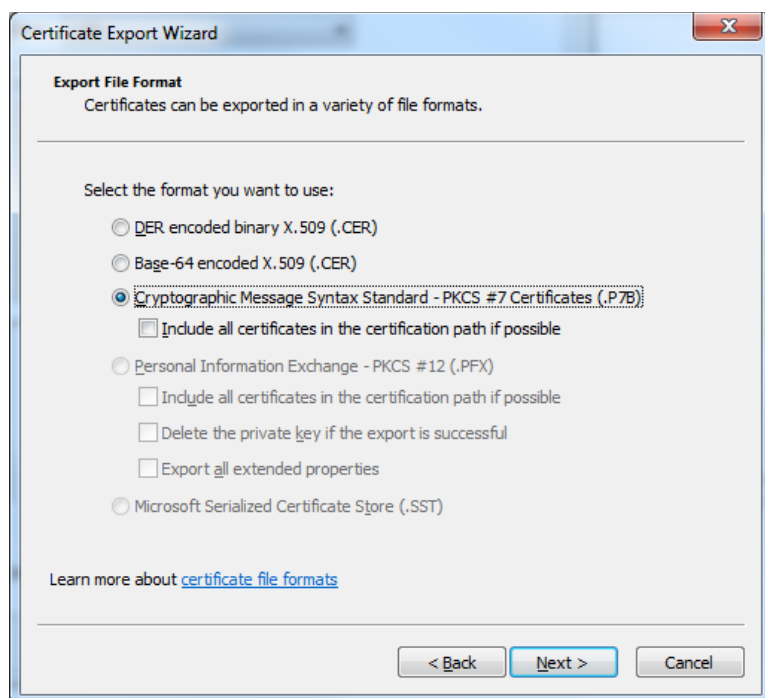 Certificate Export Wizard
Export File Format
Certificates can be exported in a variety of file formats.
Select the format you want to use:
DER encoded binary X.509 (.CER)
Base-64 encoded X.509 (.CER)
Cryptographic Message Syntax Standard - PKCS #7 Certificates (.P7B)
Include all certificates in the certification path if possible
Personal Information Exchange - PKCS #12 (.PFX)
Include all certificates in the certification path if possible
Delete the private key if the export is successful
Export all extended properties
Microsoft Serialized Certificate Store (.SST)
Learn more about certificate file formats
< Back Next > Cancel